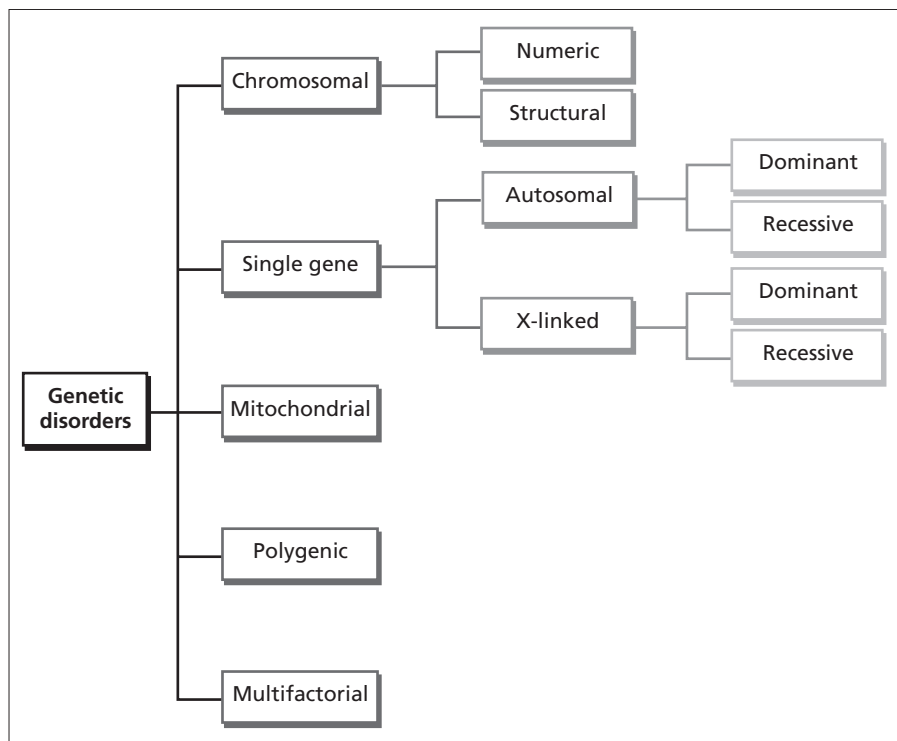 Genetic
disorders
Chromosomal
Numeric
Structural
Single gene
Autosomal
Dominant
Recessive
X-linked
Dominant
Recessive
Mitochondrial
Polygenic
Multifactorial